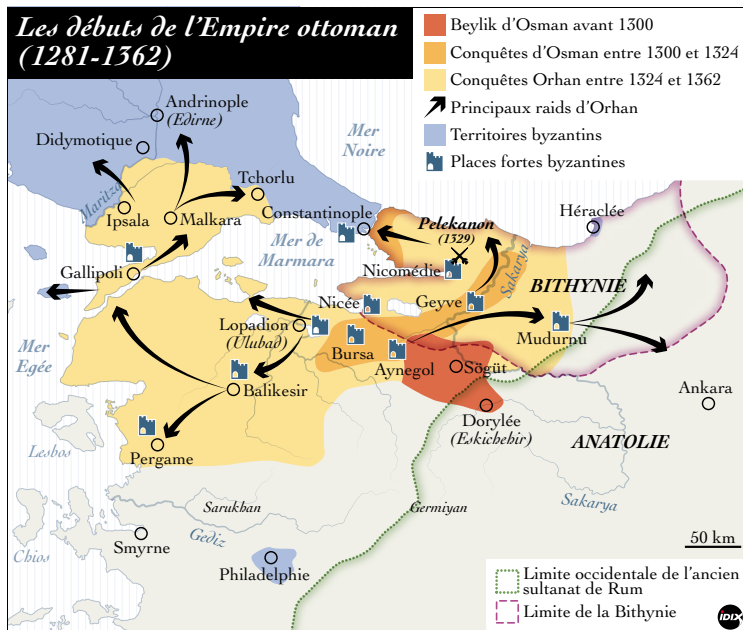 Les débuts de l'Empire ottoman
(1281-1362)
Beylik d'Osman avant 1300
Conquêtes d'Osman entre 1300 et 1324
Conquêtes Orhan entre 1324 et 1362
Principaux raids d'Orhan
Territoires byzantins
Places fortes byzantines
Andrinople
(Edirne)
Didymotique
Mer
Noire
Tchorlu
Maritza
Constantinople
Ipsala
Malkara
Pelekanon
(1329)
Héraclée
Mer de
Marmara
Gallipoli
Nicomédie
Sakarya
BITHYNIE
Nicée
Geyve
Lopadion
(Ulubad)
Mudurnu
Mer
Egée
Bursa
Aynegol
Sögüt
Balikesir
Ankara
Dorylée
(Eskichehir)
ANATOLIE
Lesbos
Pergame
Sarukhan
Germiyan
Sakarya
Gediz
Smyrne
50 km
Chios
Philadelphie
Limite occidentale de l'ancien
sultanat de Rum
Limite de la Bithynie
iDiX